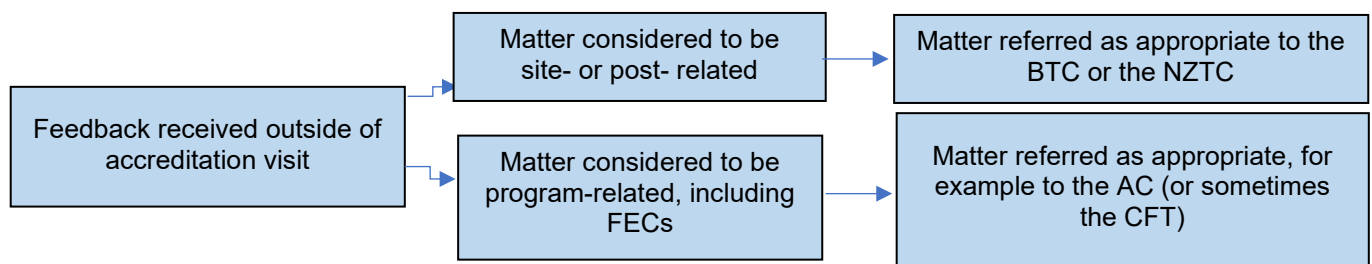 Feedback received outside of
accreditation visit
Matter considered to be
site- or post- related
Matter referred as appropriate to the
BTC or the NZTC
Matter considered to be
program-related, including
FECs
Matter referred as appropriate, for
example to the AC (or sometimes
the CFT)